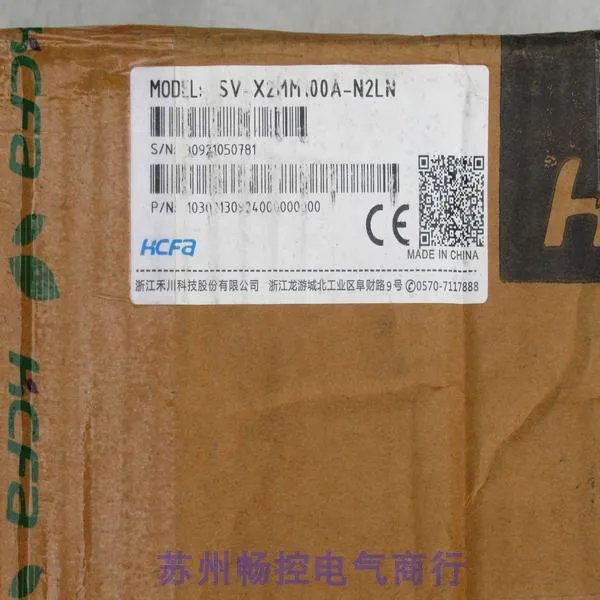 MODEL: SV-X2MM100A-N2LN
S/N:
P/N:
HCFA
CE
MADE IN CHINA
浙江禾川科技股份有限公司 浙江龙游城北工业区阜财路9号 ✆0570-7117888
HCFA
HCFA
苏州畅控电气商行